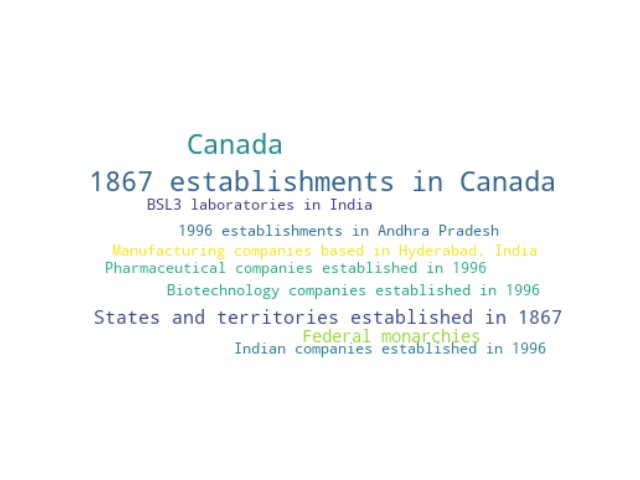 Canada
1867 establishments in Canada
BSL3 laboratories in India
1996 establishments in Andhra Pradesh
Manufacturing companies based in Hyderabad, India
Pharmaceutical companies established in 1996
Biotechnology companies established in 1996
States and territories established in 1867
Federal monarchies
Indian companies established in 1996